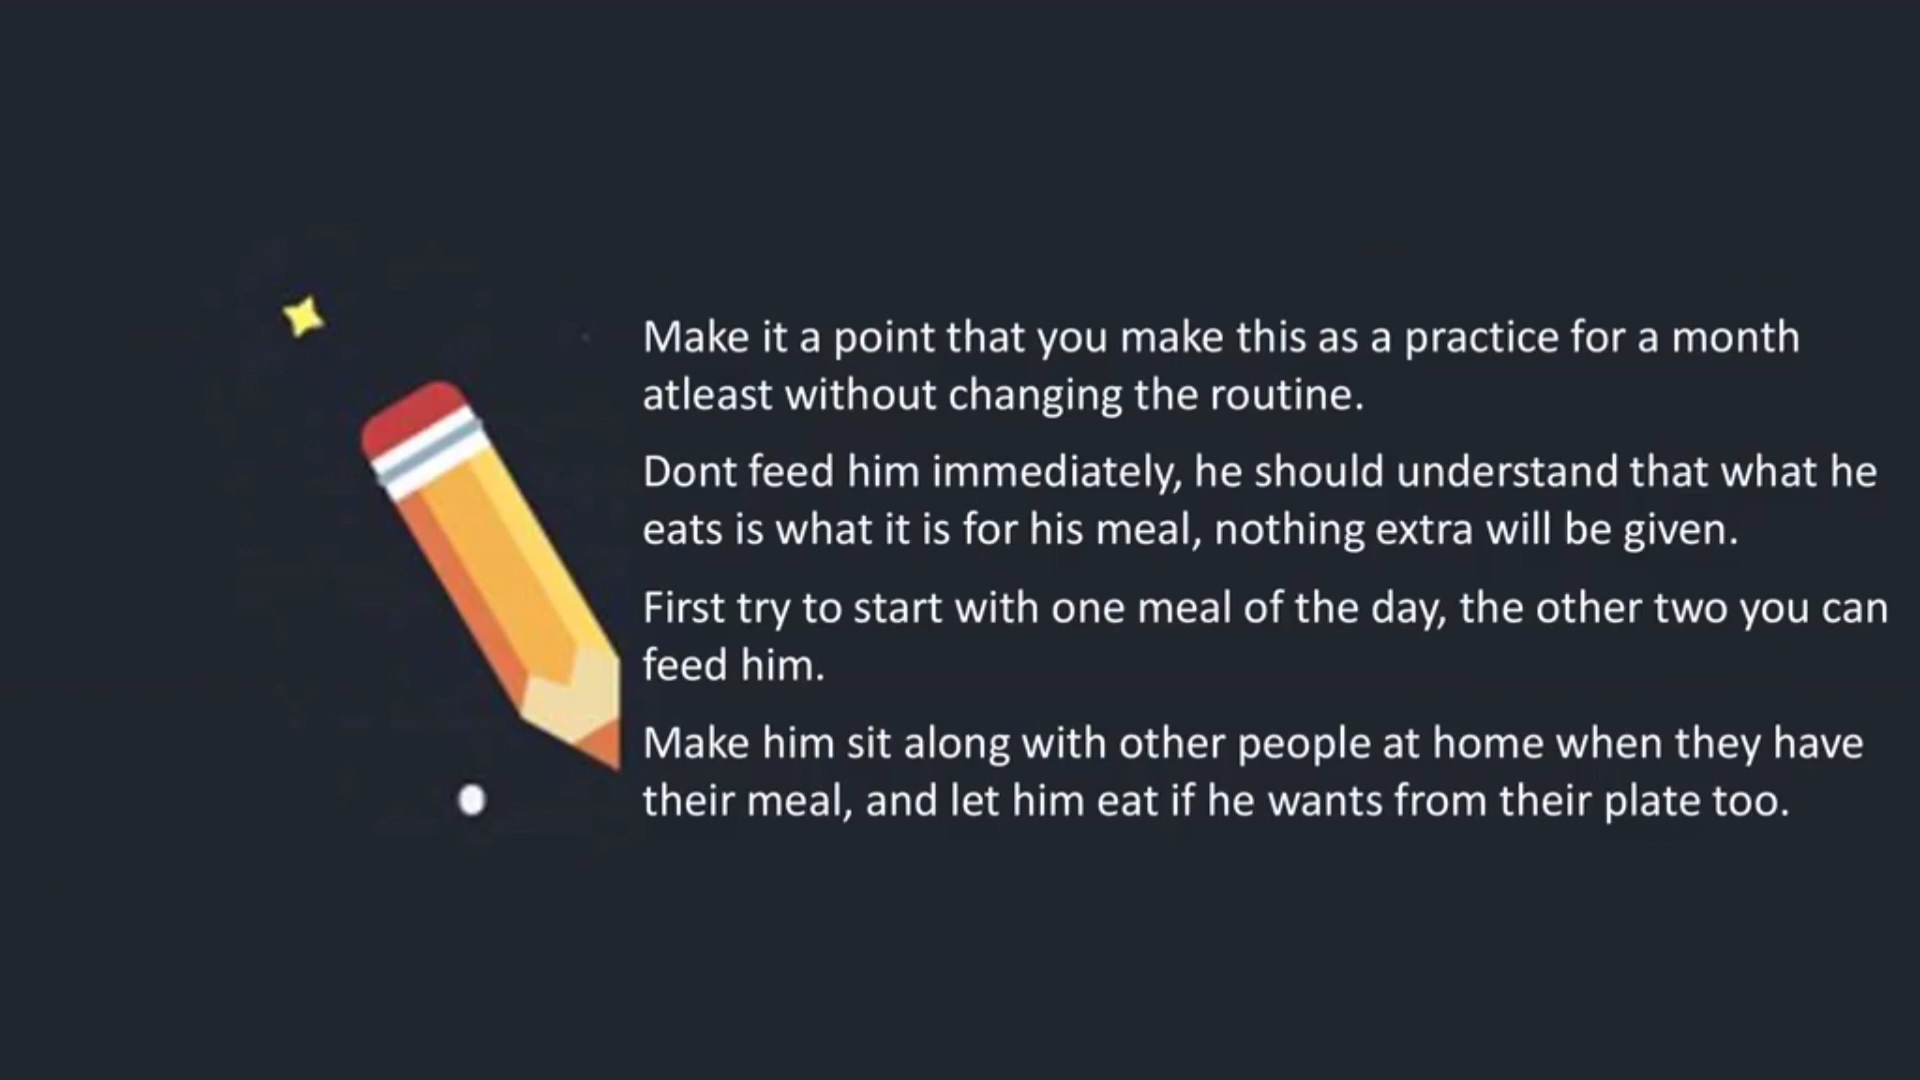 Make it a point that you make this as a practice for a month
atleast without changing the routine.
Dont feed him immediately, he should understand that what he
eats is what it is for his meal, nothing extra will be given.
First try to start with one meal of the day, the other two you can
feed him.
Make him sit along with other people at home when they have
their meal, and let him eat if he wants from their plate too.